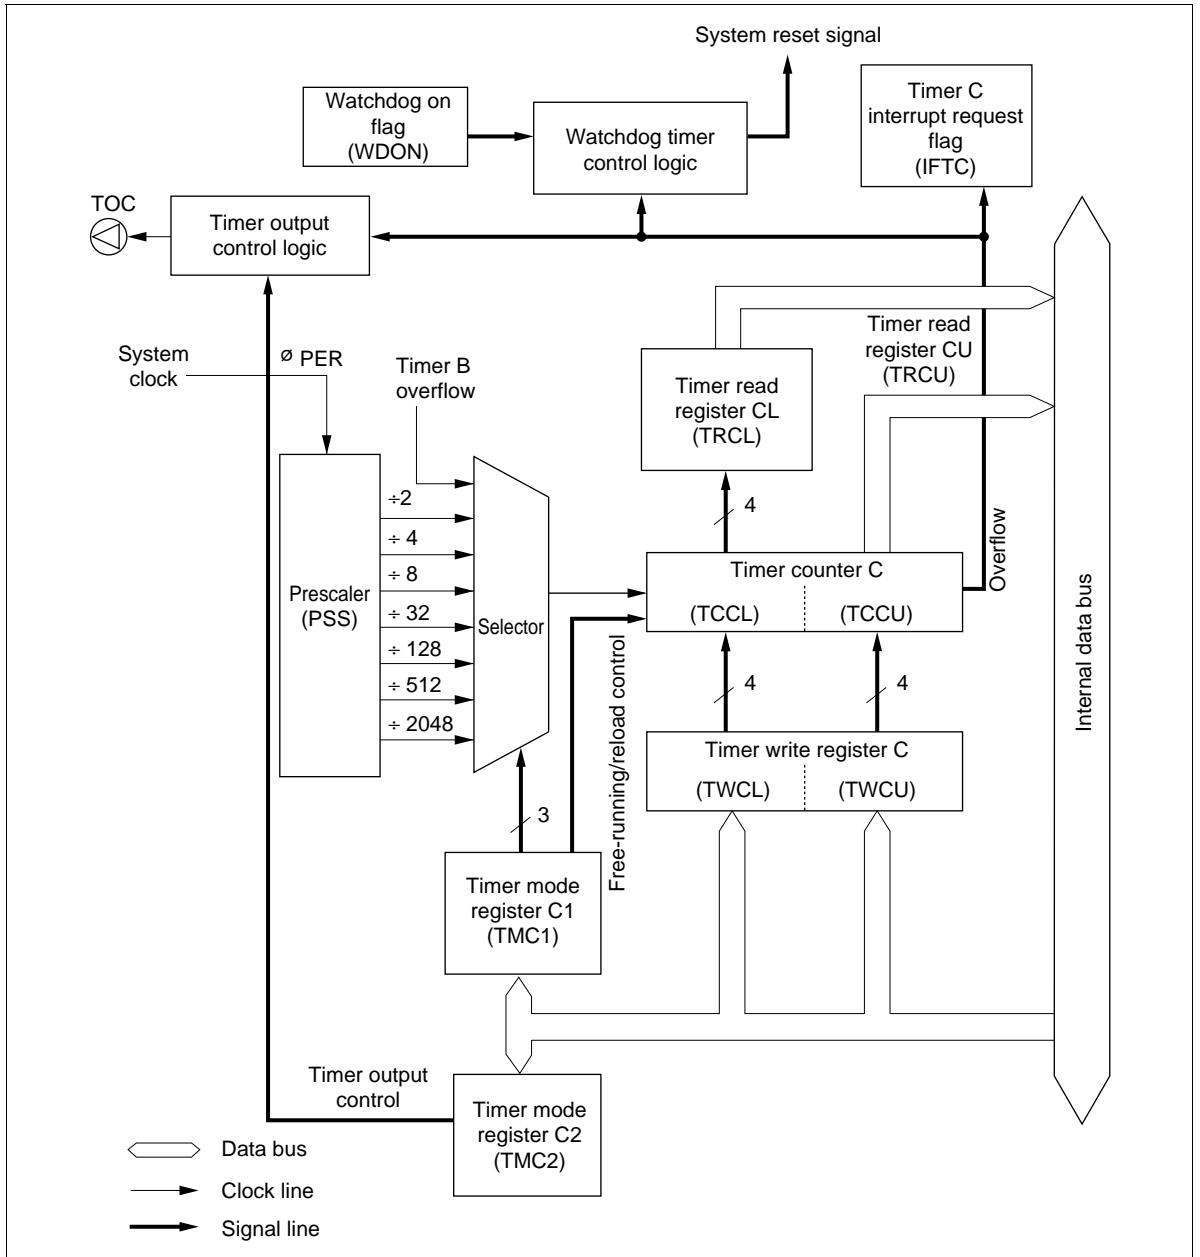 System reset signal
Watchdog on
flag
(WDON)
Watchdog timer
control logic
Timer C
interrupt request
flag
(IFTC)
TOC
Timer output
control logic
System
clock
ø PER
Timer B
overflow
Timer read
register CL
(TRCL)
Timer read
register CU
(TRCU)
Prescaler
(PSS)
÷2
÷ 4
÷ 8
÷ 32
÷ 128
÷ 512
÷ 2048
Selector
4
Overflow
Timer counter C
(TCCL)
(TCCU)
Free-running/reload control
4
4
Timer write register C
(TWCL)
(TWCU)
Internal data bus
3
Timer mode
register C1
(TMC1)
Timer output
control
Timer mode
register C2
(TMC2)
Data bus
Clock line
Signal line